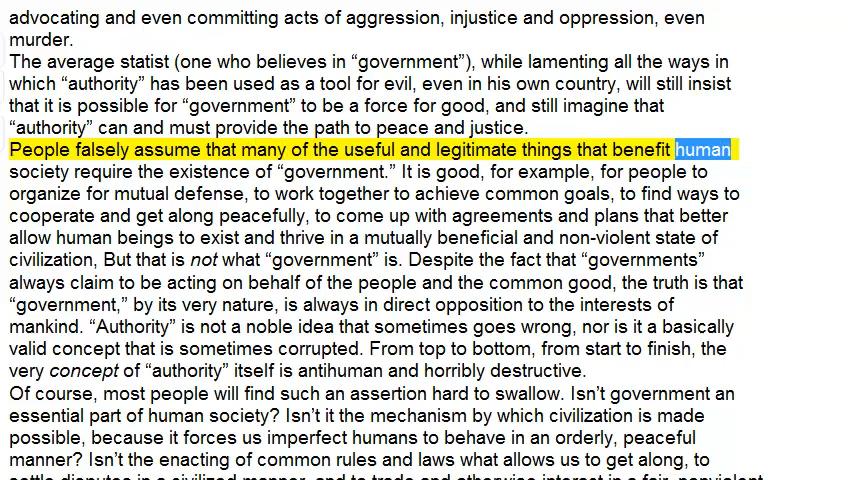 advocating and even committing acts of aggression, injustice and oppression, even
murder.
The average statist (one who believes in “government”), while lamenting all the ways in
which “authority” has been used as a tool for evil, even in his own country, will still insist
that it is possible for “government” to be a force for good, and still imagine that
“authority” can and must provide the path to peace and justice.
People falsely assume that many of the useful and legitimate things that benefit human
society require the existence of “government.” It is good, for example, for people to
organize for mutual defense, to work together to achieve common goals, to find ways to
cooperate and get along peacefully, to come up with agreements and plans that better
allow human beings to exist and thrive in a mutually beneficial and non-violent state of
civilization, But that is not what “government” is. Despite the fact that “governments”
always claim to be acting on behalf of the people and the common good, the truth is that
“government,” by its very nature, is always in direct opposition to the interests of
mankind. “Authority” is not a noble idea that sometimes goes wrong, nor is it a basically
valid concept that is sometimes corrupted. From top to bottom, from start to finish, the
very concept of “authority” itself is antihuman and horribly destructive.
Of course, most people will find such an assertion hard to swallow. Isn’t government an
essential part of human society? Isn’t it the mechanism by which civilization is made
possible, because it forces us imperfect humans to behave in an orderly, peaceful
manner? Isn’t the enacting of common rules and laws what allows us to get along, to
settle disputes in a civilized manner, and to trade and otherwise interest in a fair, nonviolent